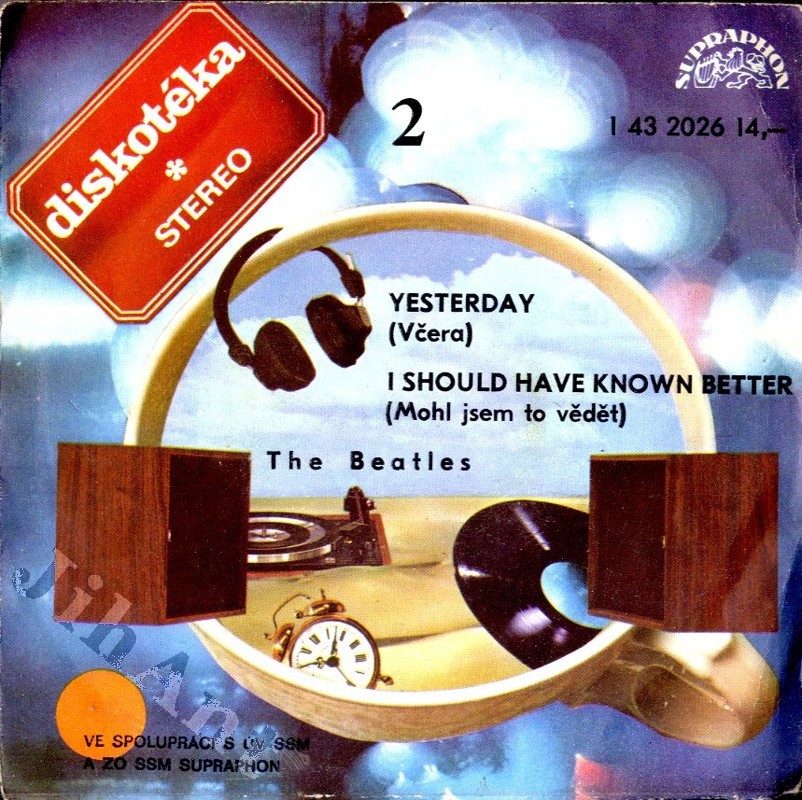 diskotéka
*
STEREO
2
SUPRAPHON
1 43 2026 14,—
YESTERDAY
(Včera)
I SHOULD HAVE KNOWN BETTER
(Mohl jsem to vědět)
The Beatles
VE SPOLUPRÁCI S ÚV SSM
A ZO SSM SUPRAPHON